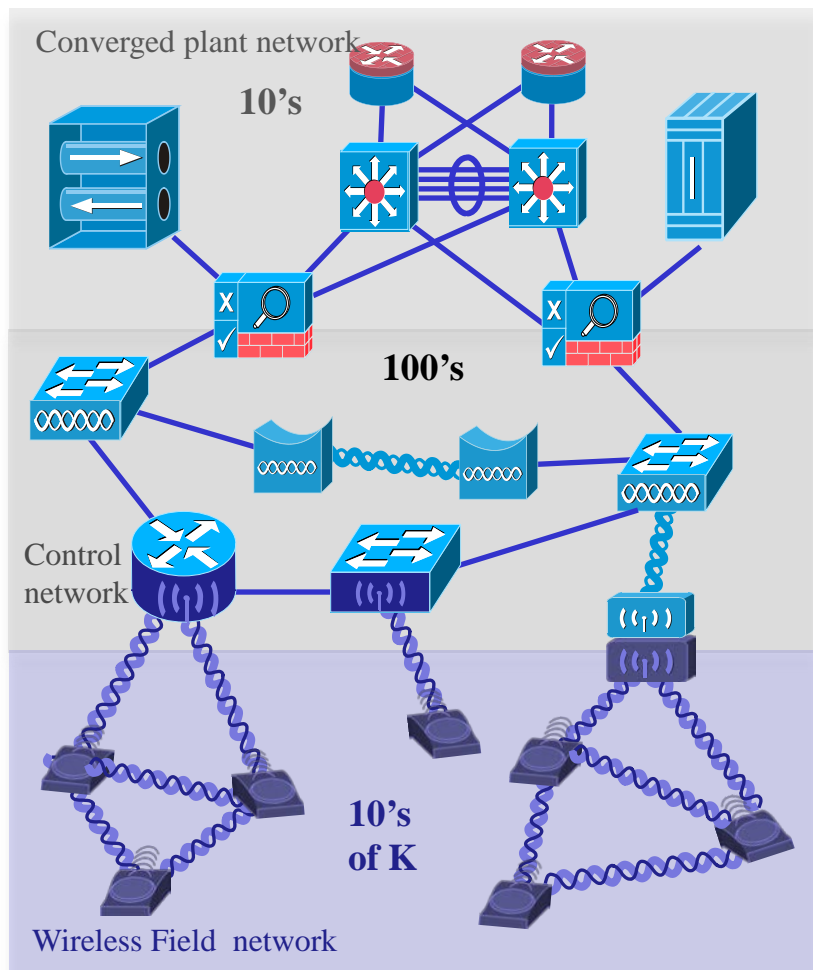 Converged plant network
10’s
X
X
100’s
Control
network
10’s
of K
Wireless Field network